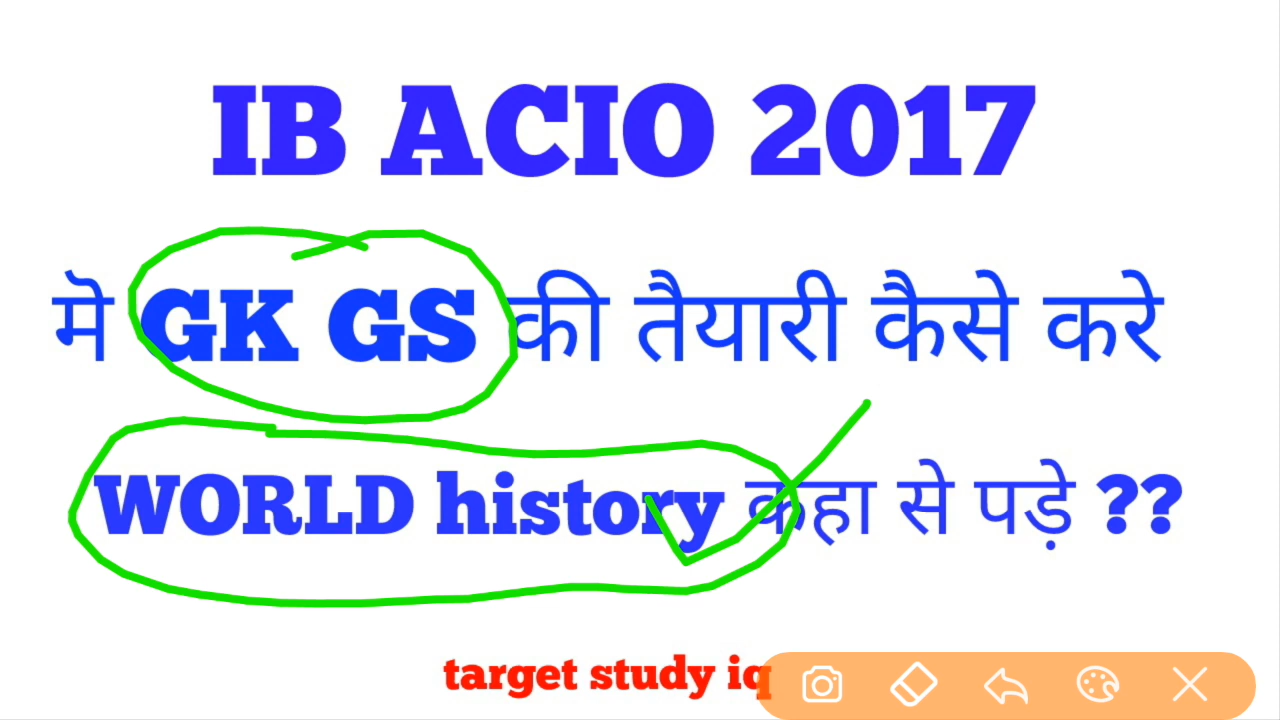 IB ACIO 2017
मॆ GK GS की तैयारी कैसे करे
WORLD history कहा से पड़े ??
target study iq